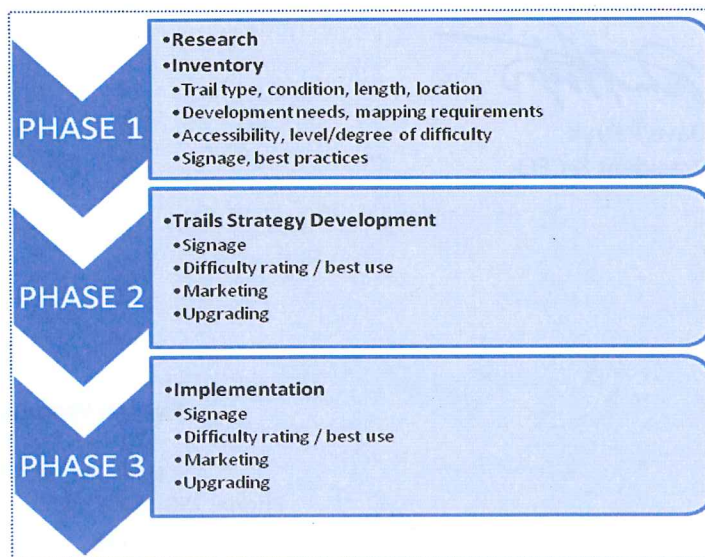 PHASE 1
•Research
•Inventory
•Trail type, condition, length, location
•Development needs, mapping requirements
•Accessibility, level/degree of difficulty
•Signage, best practices
PHASE 2
•Trails Strategy Development
•Signage
•Difficulty rating / best use
•Marketing
•Upgrading
PHASE 3
•Implementation
•Signage
•Difficulty rating / best use
•Marketing
•Upgrading